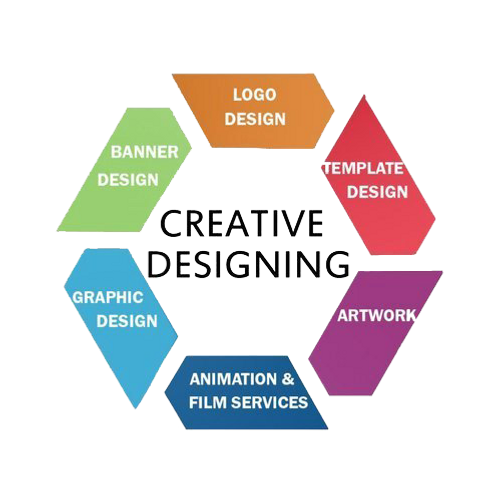 LOGO
DESIGN
BANNER
DESIGN
TEMPLATE
DESIGN
CREATIVE
DESIGNING
GRAPHIC
DESIGN
ARTWORK
ANIMATION &
FILM SERVICES